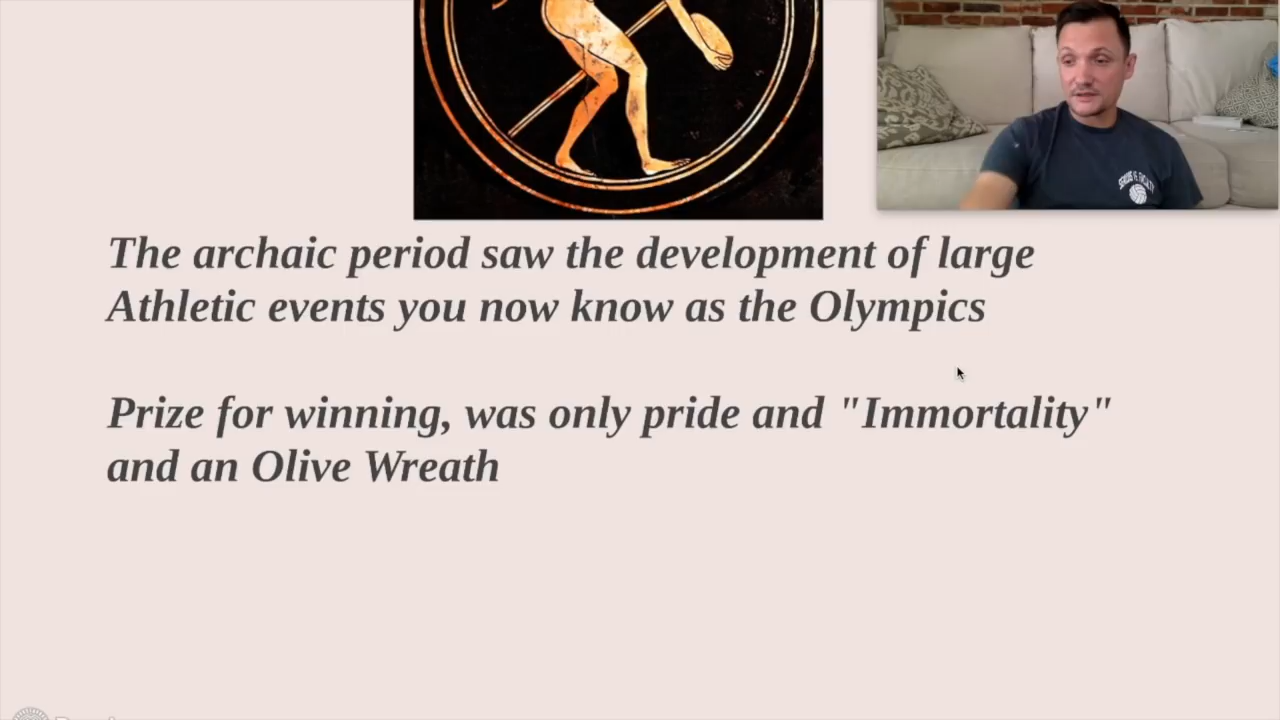 The archaic period saw the development of large
Athletic events you now know as the Olympics
Prize for winning, was only pride and "Immortality"
and an Olive Wreath